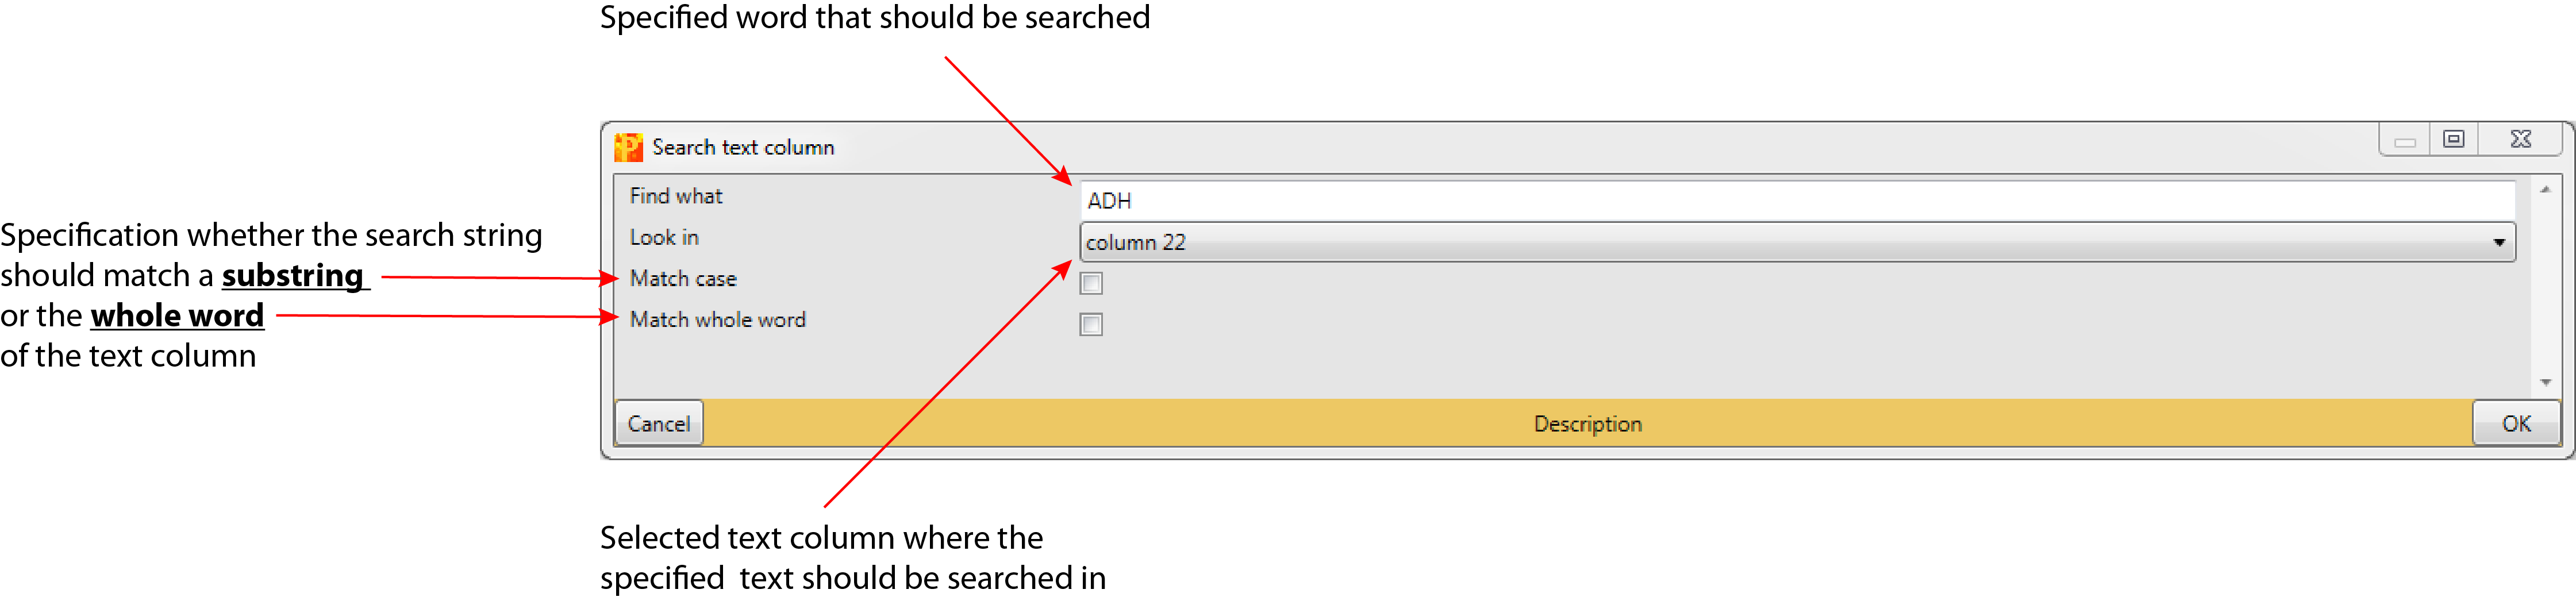 Specified word that should be searched
Search text column
Find what
ADH
Look in
column 22
Match case
Match whole word
Specification whether the search string
should match a substring
or the whole word
of the text column
Cancel
Description
OK
Selected text column where the
specified text should be searched in